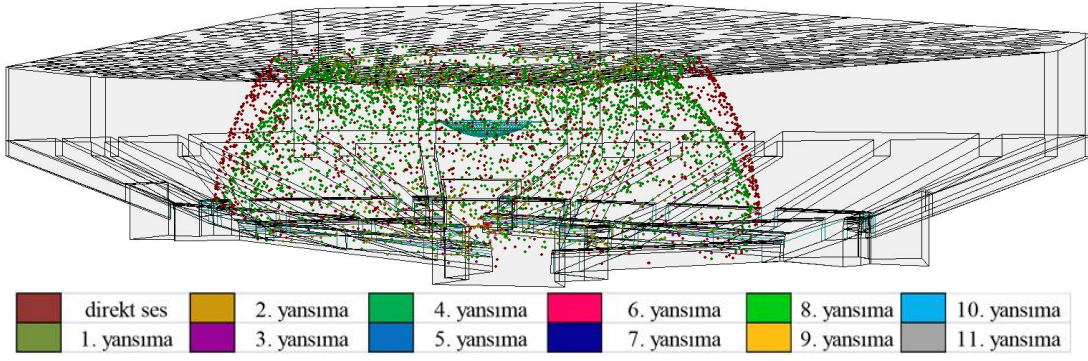 direkt ses 2. yansıma 4. yansıma 6. yansıma 8. yansıma 10. yansıma
1. yansıma 3. yansıma 5. yansıma 7. yansıma 9. yansıma 11. yansıma